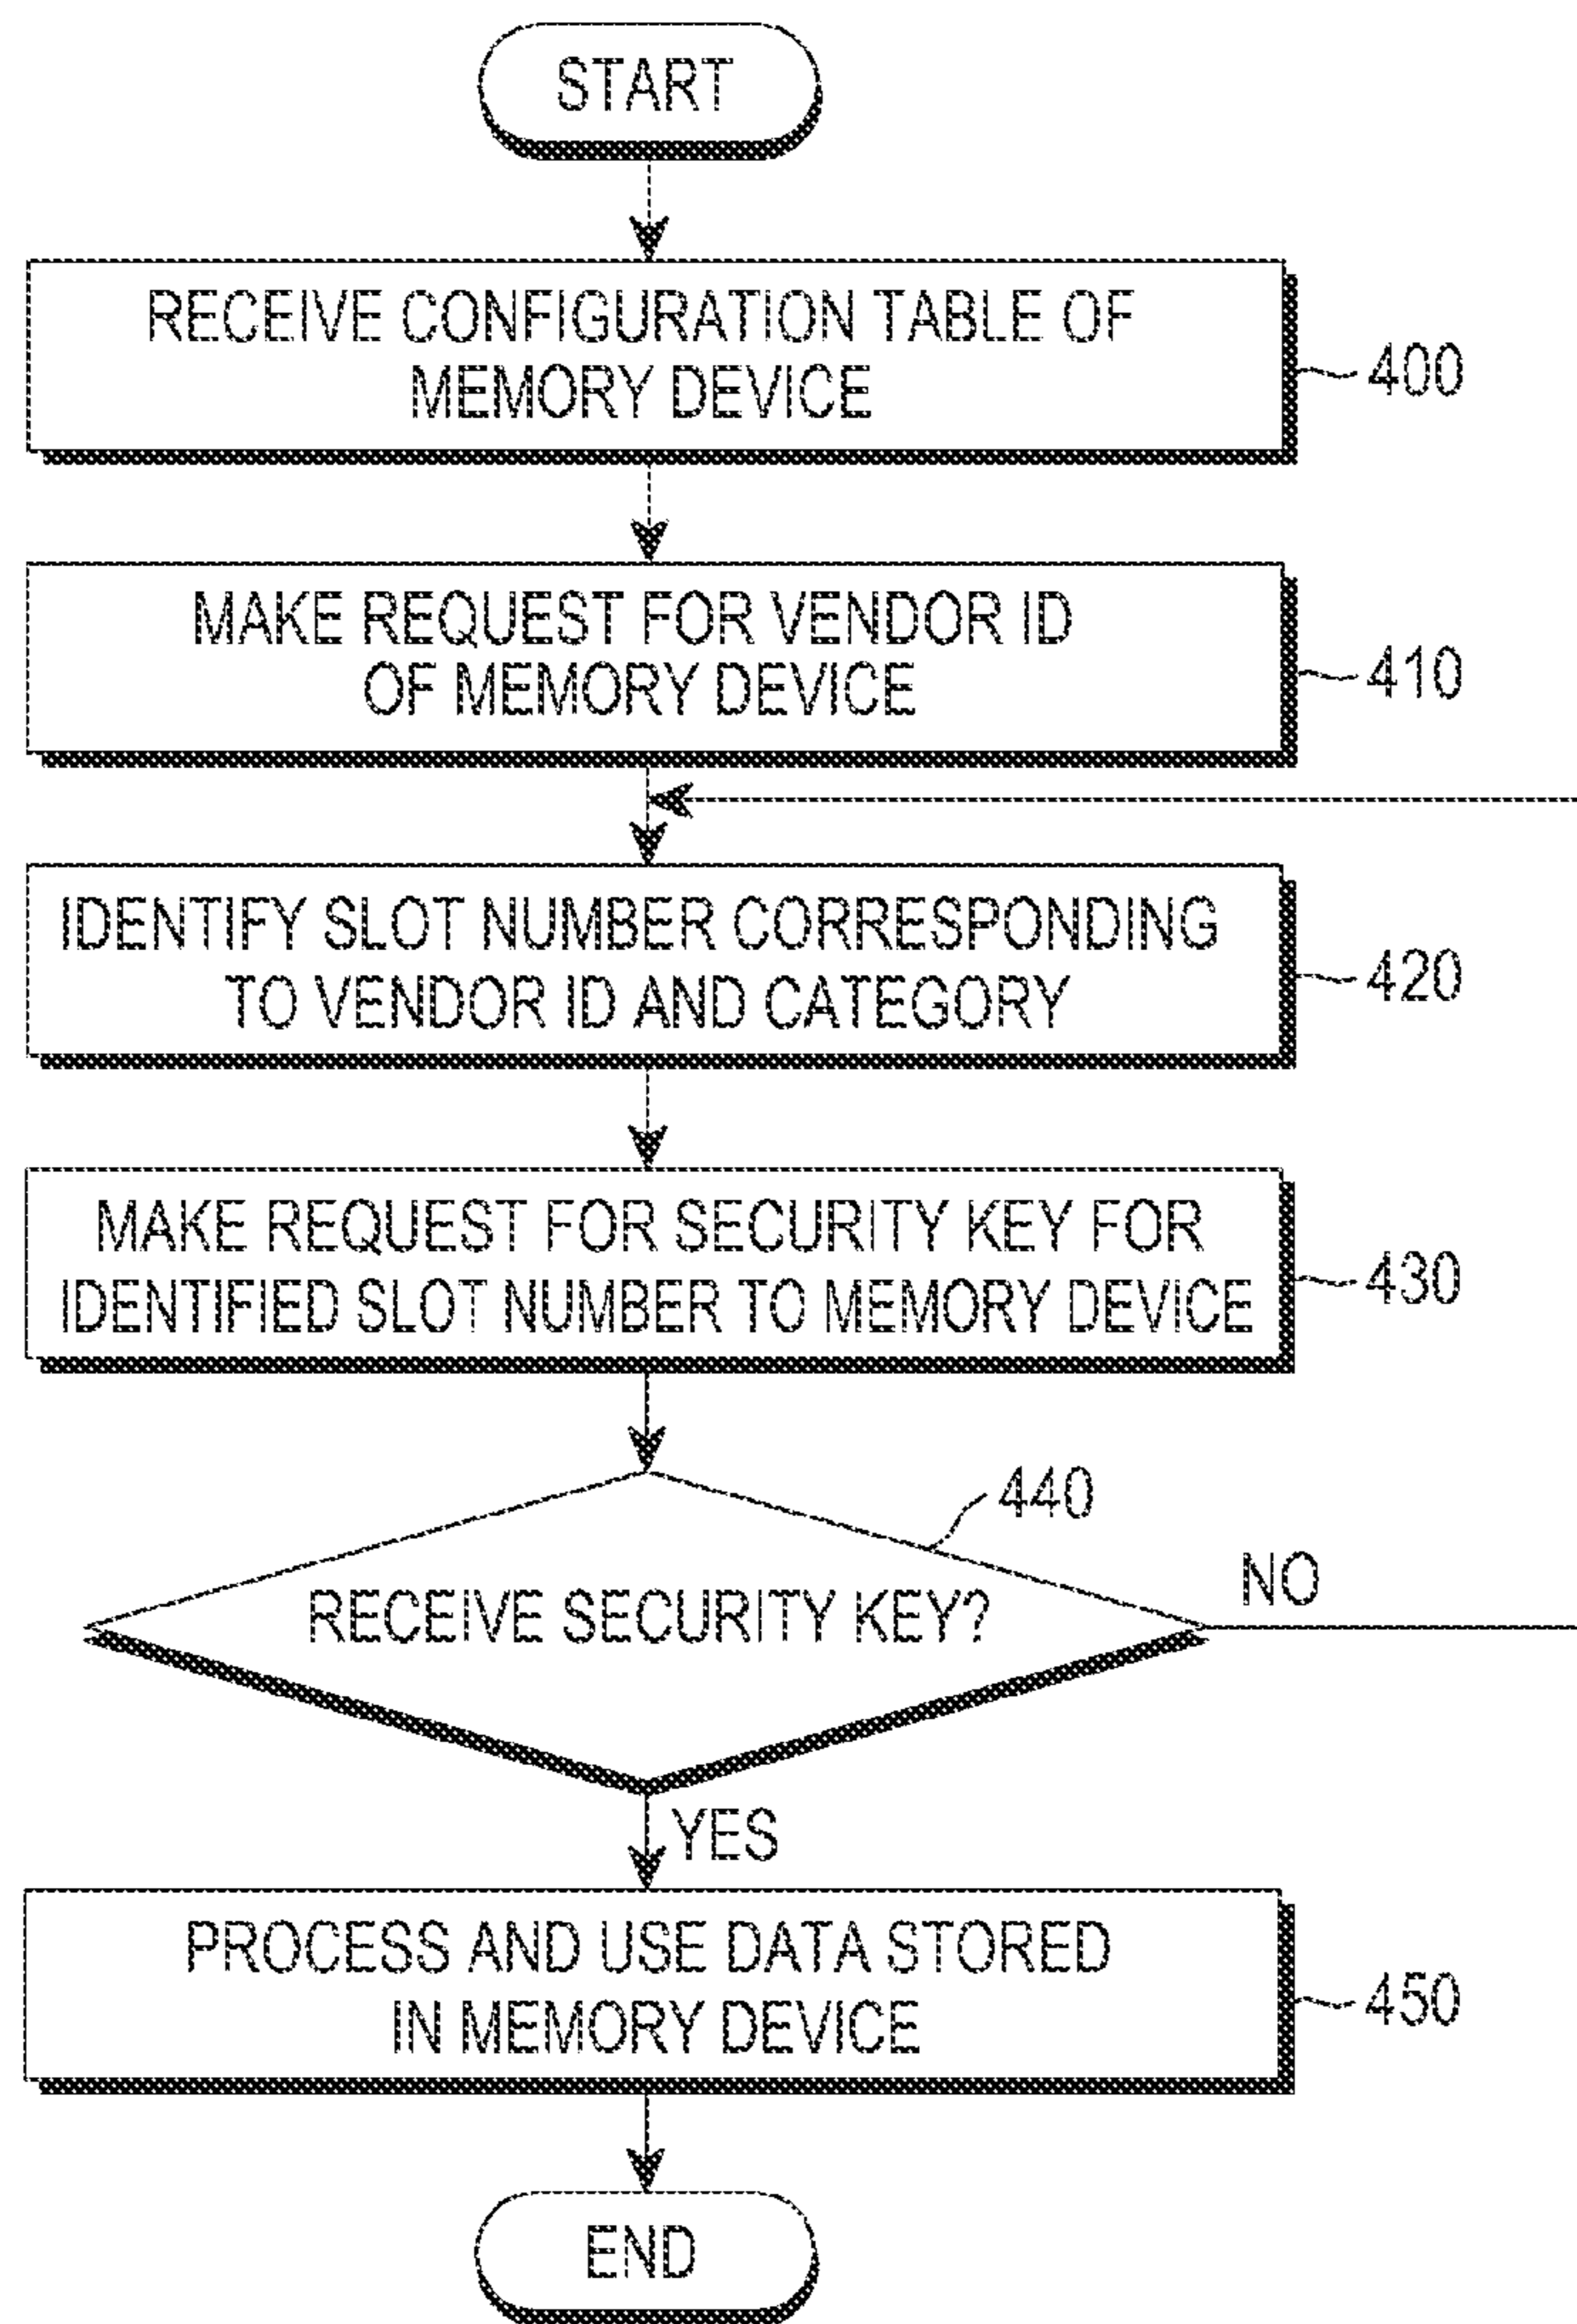 START
RECEIVE CONFIGURATION TABLE OF
MEMORY DEVICE
400
MAKE REQUEST FOR VENDOR ID
OF MEMORY DEVICE
410
IDENTIFY SLOT NUMBER CORRESPONDING
TO VENDOR ID AND CATEGORY
420
MAKE REQUEST FOR SECURITY KEY FOR
IDENTIFIED SLOT NUMBER TO MEMORY DEVICE
430
440
RECEIVE SECURITY KEY?
NO
YES
PROCESS AND USE DATA STORED
IN MEMORY DEVICE
450
END